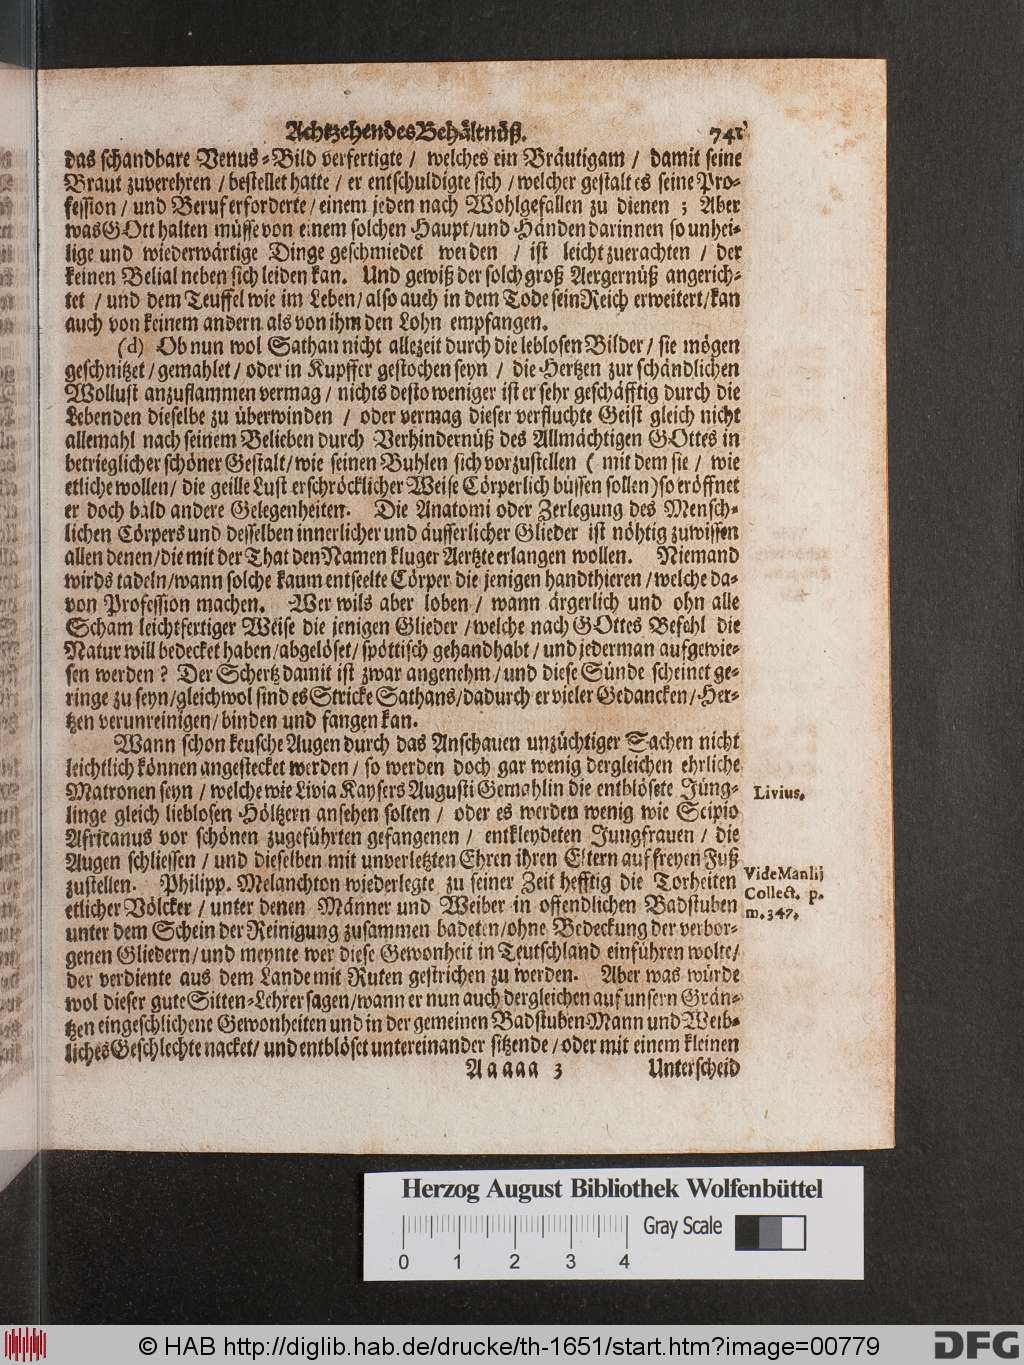 Achtzehendes Behältnüß. 741
das schandbare Venus-Bild verfertigte / welches ein Bräutigam / damit seine
Braut zuverehren / bestellet hatte / er entschuldigte sich / welcher gestalt es seine Pro-
fession / und Beruf erforderte / einem jeden nach Wohlgefallen zu dienen ; Aber
was GOtt halten müsse von einem solchen Haupt / und Händen darinnen so unhei-
lige und wiederwärtige Dinge geschmiedet werden / ist leicht zuerachten / der
keinen Belial neben sich leiden kan. Und gewiß der solch groß Aergernüß angerich-
tet / und dem Teuffel wie im Leben / also auch in dem Tode sein Reich erweitert / kan
auch von keinem andern als von ihm den Lohn empfangen.
(d) Ob nun wol Sathan nicht allezeit durch die leblosen Bilder / sie mögen
geschnitzet / gemahlet / oder in Kupffer gestochen seyn / die Hertzen zur schändlichen
Wollust anzuflammen vermag / nichts desto weniger ist er sehr geschäfftig durch die
Lebenden dieselbe zu überwinden / oder vermag dieser verfluchte Geist gleich nicht
allemahl nach seinem Belieben durch Verhindernüß des Allmächtigen GOttes in
betrieglicher schöner Gestalt / wie seinen Buhlen sich vorzustellen ( mit dem sie / wie
etliche wollen / die geille Lust erschröcklicher Weise Cörperlich büssen sollen ) so eröffnet
er doch bald andere Gelegenheiten. Die Anatomi oder Zerlegung des Mensch-
lichen Cörpers und desselben innerlicher und äusserlicher Glieder ist nöhtig zuwissen
allen denen / die mit der That den Namen kluger Aertzte erlangen wollen. Niemand
wirds tadeln / wann solche kaum entseelte Cörper die jenigen handthieren / welche da-
von Profession machen. Wer wils aber loben / wann ärgerlich und ohn alle
Scham leichtfertiger Weise die jenigen Glieder / welche nach GOttes Befehl die
Natur will bedecket haben / abgelöset / spöttisch gehandhabt / und jederman aufgewie-
sen werden ? Der Schertz damit ist zwar angenehm / und diese Sünde scheinet ge-
ringe zu seyn / gleichwol sind es Stricke Sathans / dadurch er vieler Gedancken / Her-
tzen verunreinigen / binden und fangen kan.
Wann schon keusche Augen durch das Anschauen unzüchtiger Sachen nicht
leichtlich können angestecket werden / so werden doch gar wenig dergleichen ehrliche
Matronen seyn / welche wie Livia Kaysers Augusti Gemahlin die entblösete Jüng-
linge gleich lieblosen Höltzern ansehen solten / oder es werden wenig wie Scipio
Africanus vor schönen zugeführten gefangenen / entkleydeten Jungfrauen / die
Augen schliessen / und dieselben mit unverletzten Ehren ihren Eltern auf freyen Fuß
zustellen. Philipp. Melanchton wiederlegte zu seiner Zeit hefftig die Torheiten
etlicher Völcker / unter denen Männer und Weiber in offendlichen Badstuben
unter dem Schein der Reinigung zusammen badeten / ohne Bedeckung der verbor-
genen Gliedern / und meynte wer diese Gewonheit in Teutschland einführen wolte /
der verdiente aus dem Lande mit Ruten gestrichen zu werden. Aber was würde
wol dieser gute Sitten-Lehrer sagen / wann er nun auch dergleichen auf unsern Grän-
tzen eingeschlichene Gewonheiten und in der gemeinen Badstuben Mann und Weib-
liches Geschlechte nacket / und entblöset untereinander sitzende / oder mit einem kleinen
Aaaaa 3 Unterscheid
Livius.
Vide Manlij
Collect. p.
m. 347.
Herzog August Bibliothek Wolfenbüttel
Gray Scale
0 1 2 3 4
© HAB http://diglib.hab.de/drucke/th-1651/start.htm?image=00779
DFG